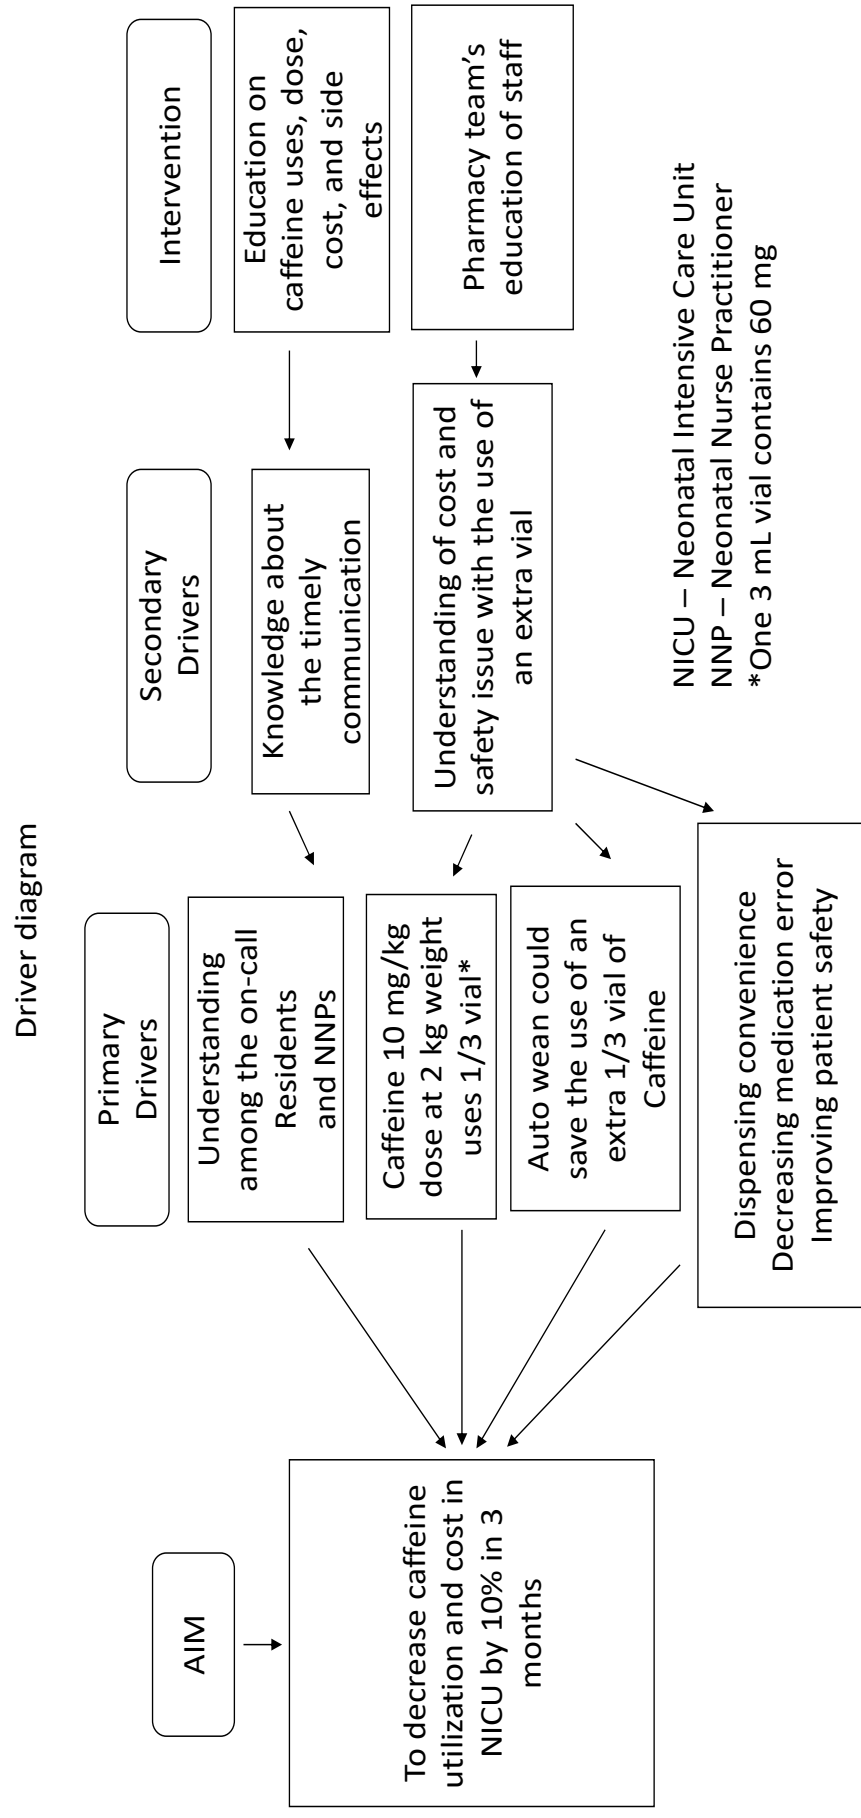 Driver diagram
AIM
To decrease caffeine
utilization and cost in
NICU by 10% in 3
months
Primary
Drivers
Understanding
among the on-call
Residents
and NNPs
Caffeine 10 mg/kg
dose at 2 kg weight
uses 1/3 vial*
Auto wean could
save the use of an
extra 1/3 vial of
Caffeine
Dispensing convenience
Decreasing medication error
Improving patient safety
Secondary
Drivers
Knowledge about
the timely
communication
Understanding of cost and
safety issue with the use of
an extra vial
Intervention
Education on
caffeine uses, dose,
cost, and side
effects
Pharmacy team's
education of staff
NICU – Neonatal Intensive Care Unit
NNP – Neonatal Nurse Practitioner
*One 3 mL vial contains 60 mg